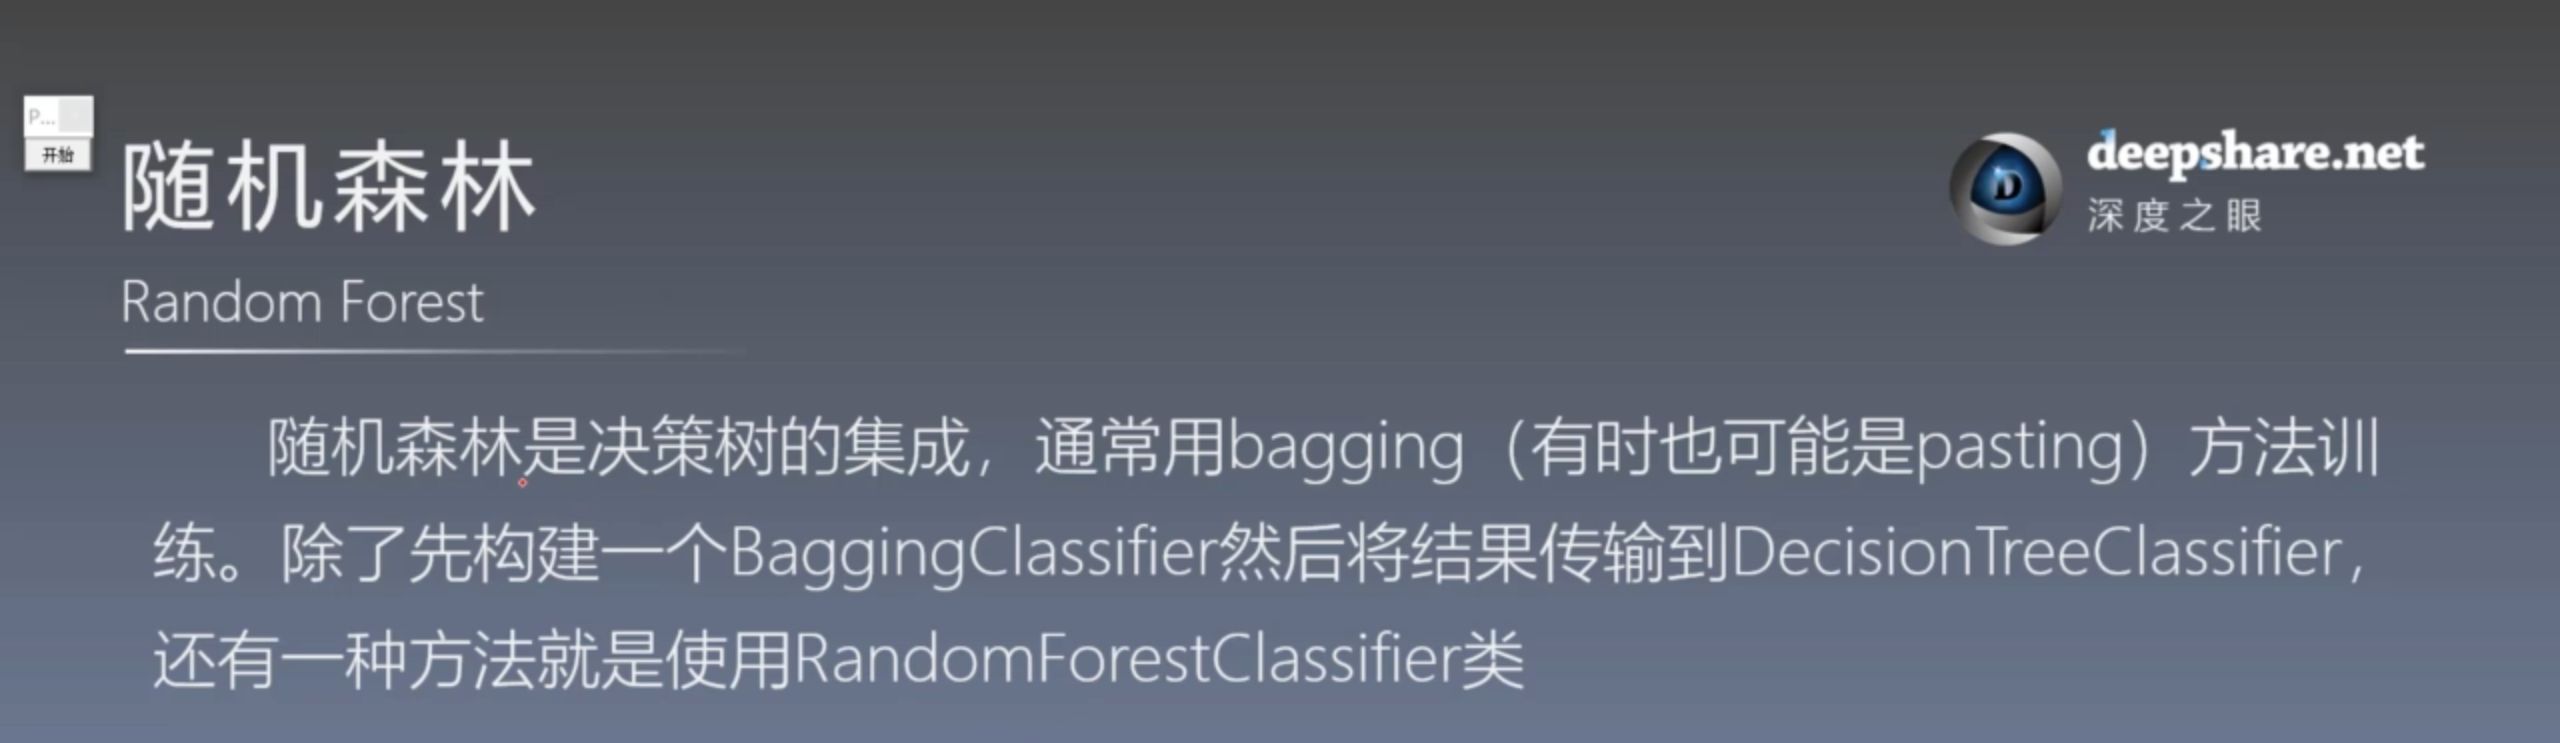 P...
开始
随机森林
deepshare.net
深度之眼
Random Forest
随机森林是决策树的集成，通常用bagging（有时也可能是pasting）方法训
练。除了先构建一个BaggingClassifier然后将结果传输到DecisionTreeClassifier，
还有一种方法就是使用RandomForestClassifier类